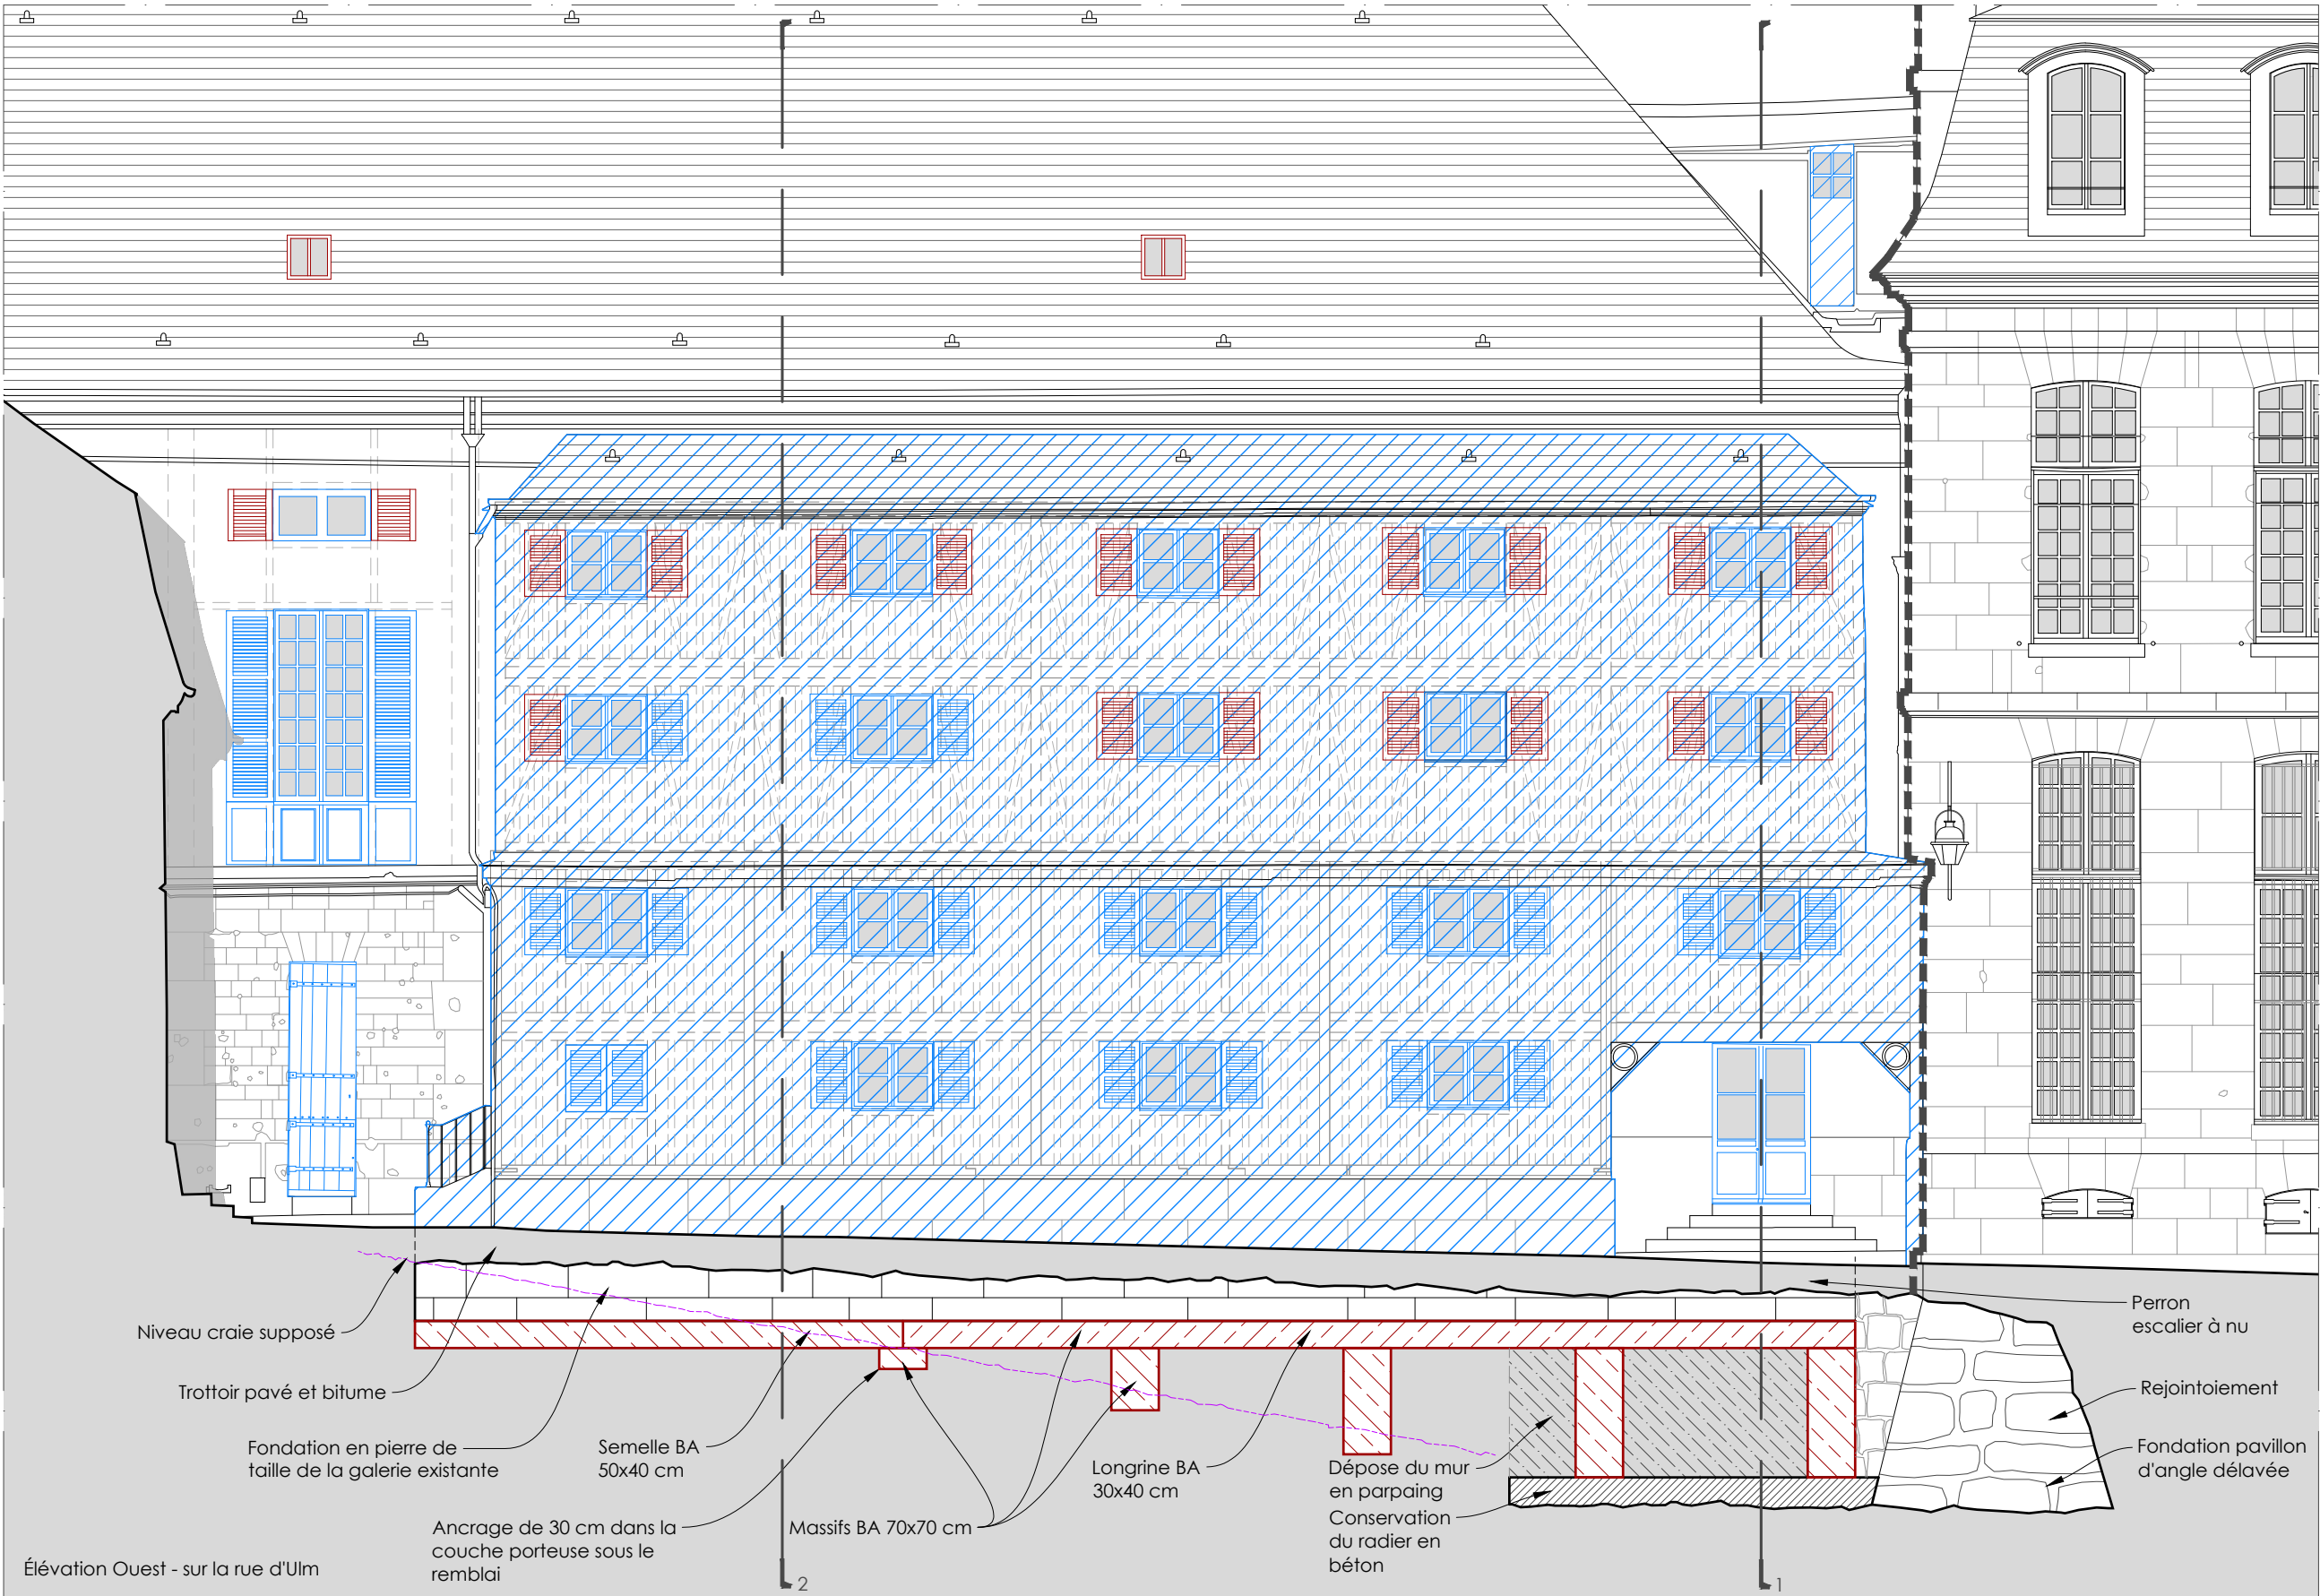 Niveau craie supposé
Trottoir pavé et bitume
Fondation en pierre de
taille de la galerie existante
Semelle BA
50x40 cm
Ancrage de 30 cm dans la
couche porteuse sous le
remblai
Massifs BA 70x70 cm
Longrine BA
30x40 cm
Dépose du mur
en parpaing
Conservation
du radier en
béton
Perron
escalier à nu
Rejointoiement
Fondation pavillon
d'angle délavée
Élévation Ouest - sur la rue d'Ulm
2
1